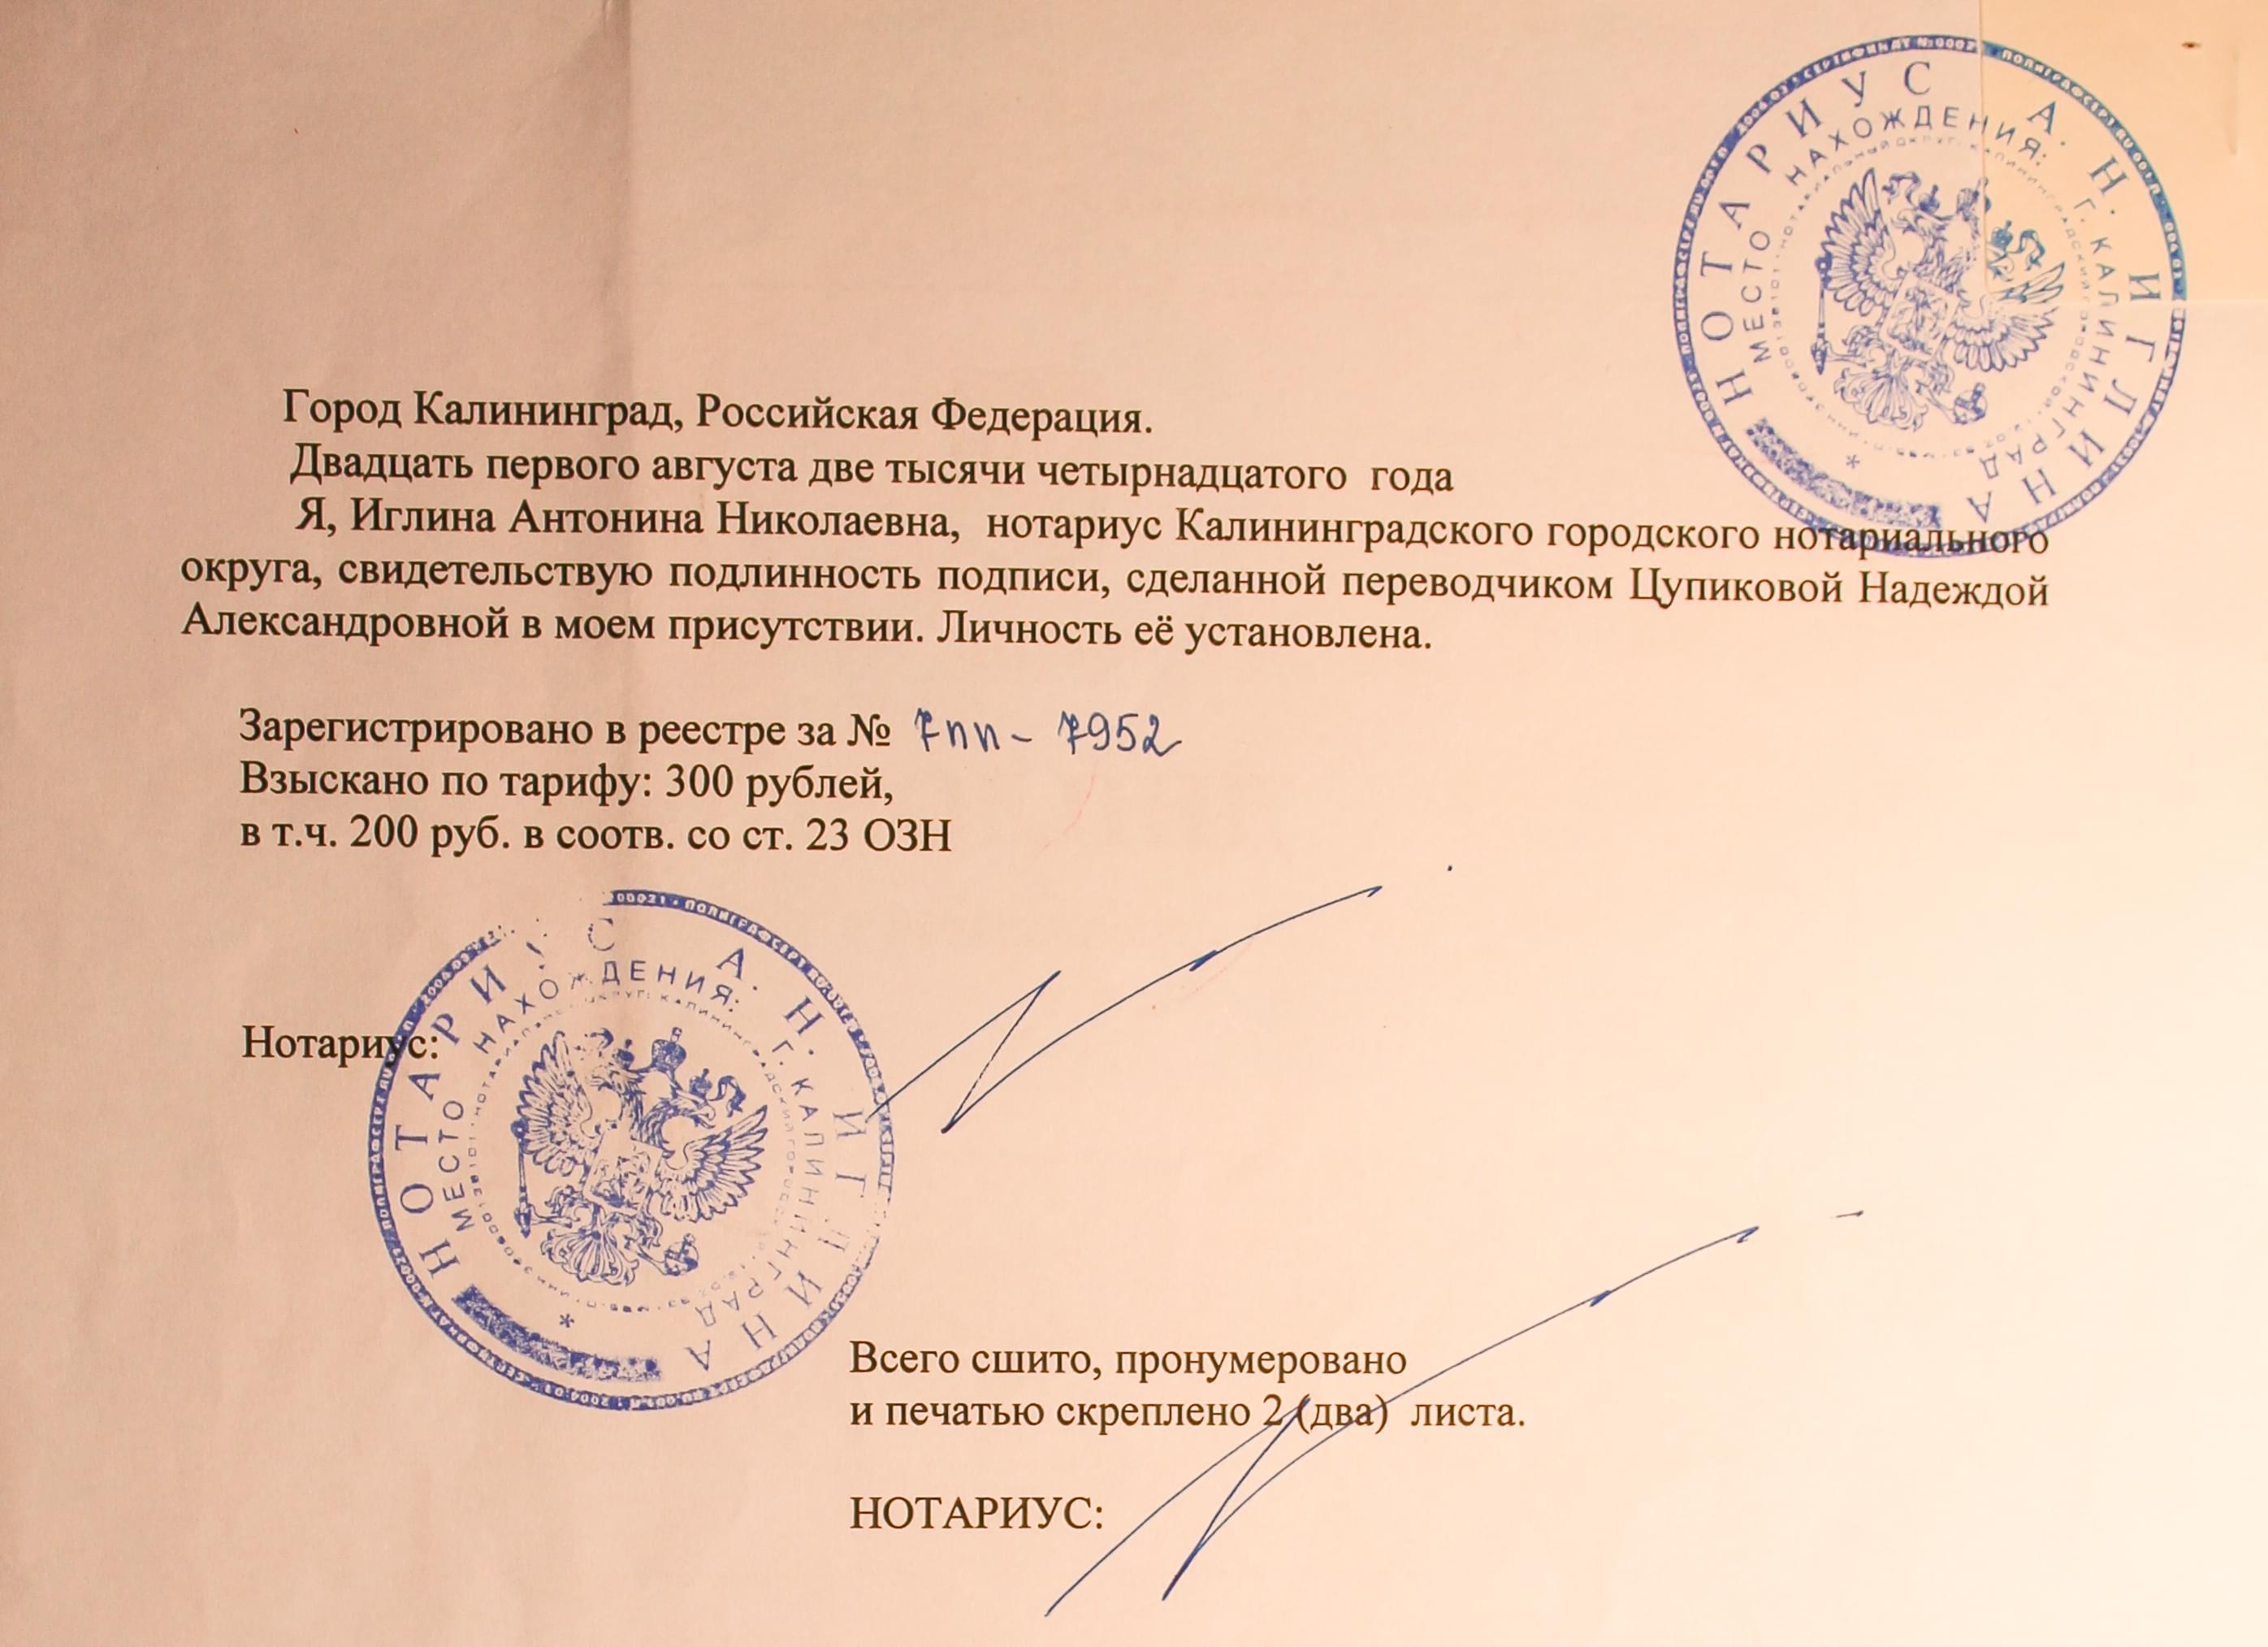 НОТАРИУС А. Н. ИГЛИНА
МЕСТО НАХОЖДЕНИЯ: Г. КАЛИНИНГРАД
Город Калининград, Российская Федерация.
Двадцать первого августа две тысячи четырнадцатого года
Я, Иглина Антонина Николаевна, нотариус Калининградского городского нотариального
округа, свидетельствую подлинность подписи, сделанной переводчиком Цупиковой Надеждой
Александровной в моем присутствии. Личность её установлена.
Зарегистрировано в реестре за № 7пп - 7952
Взыскано по тарифу: 300 рублей,
в т.ч. 200 руб. в соотв. со ст. 23 ОЗН
Нотариус:
НОТАРИУС А. Н. ИГЛИНА
МЕСТО НАХОЖДЕНИЯ: Г. КАЛИНИНГРАД
Всего сшито, пронумеровано
и печатью скреплено 2 (два) листа.
НОТАРИУС: